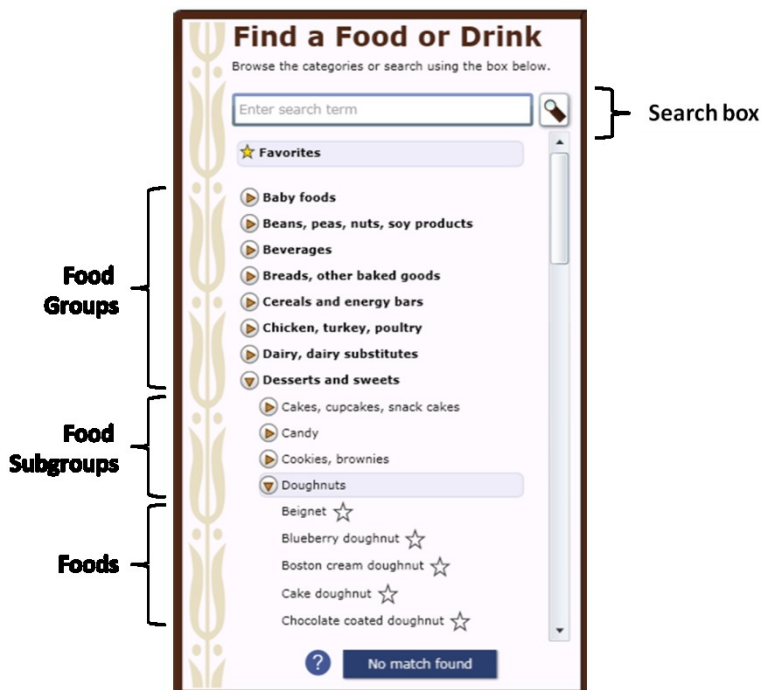 Find a Food or Drink
Browse the categories or search using the box below.
Enter search term
Search box
Favorites
Baby foods
Beans, peas, nuts, soy products
Beverages
Breads, other baked goods
Cereals and energy bars
Chicken, turkey, poultry
Dairy, dairy substitutes
Desserts and sweets
Food
Groups
Cakes, cupcakes, snack cakes
Candy
Cookies, brownies
Doughnuts
Food
Subgroups
Beignet
Blueberry doughnut
Boston cream doughnut
Cake doughnut
Chocolate coated doughnut
Foods
?
No match found